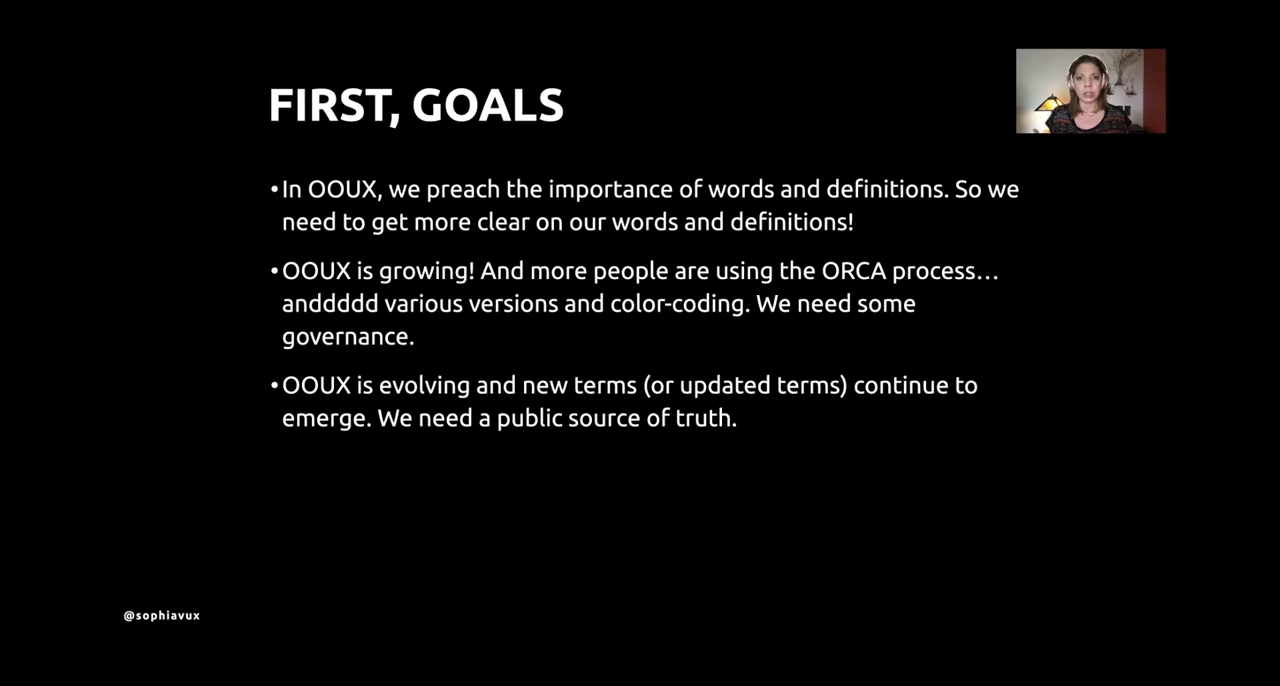 FIRST, GOALS
•In OOUX, we preach the importance of words and definitions. So we
need to get more clear on our words and definitions!
•OOUX is growing! And more people are using the ORCA process…
anddddd various versions and color-coding. We need some
governance.
•OOUX is evolving and new terms (or updated terms) continue to
emerge. We need a public source of truth.
@sophiavux